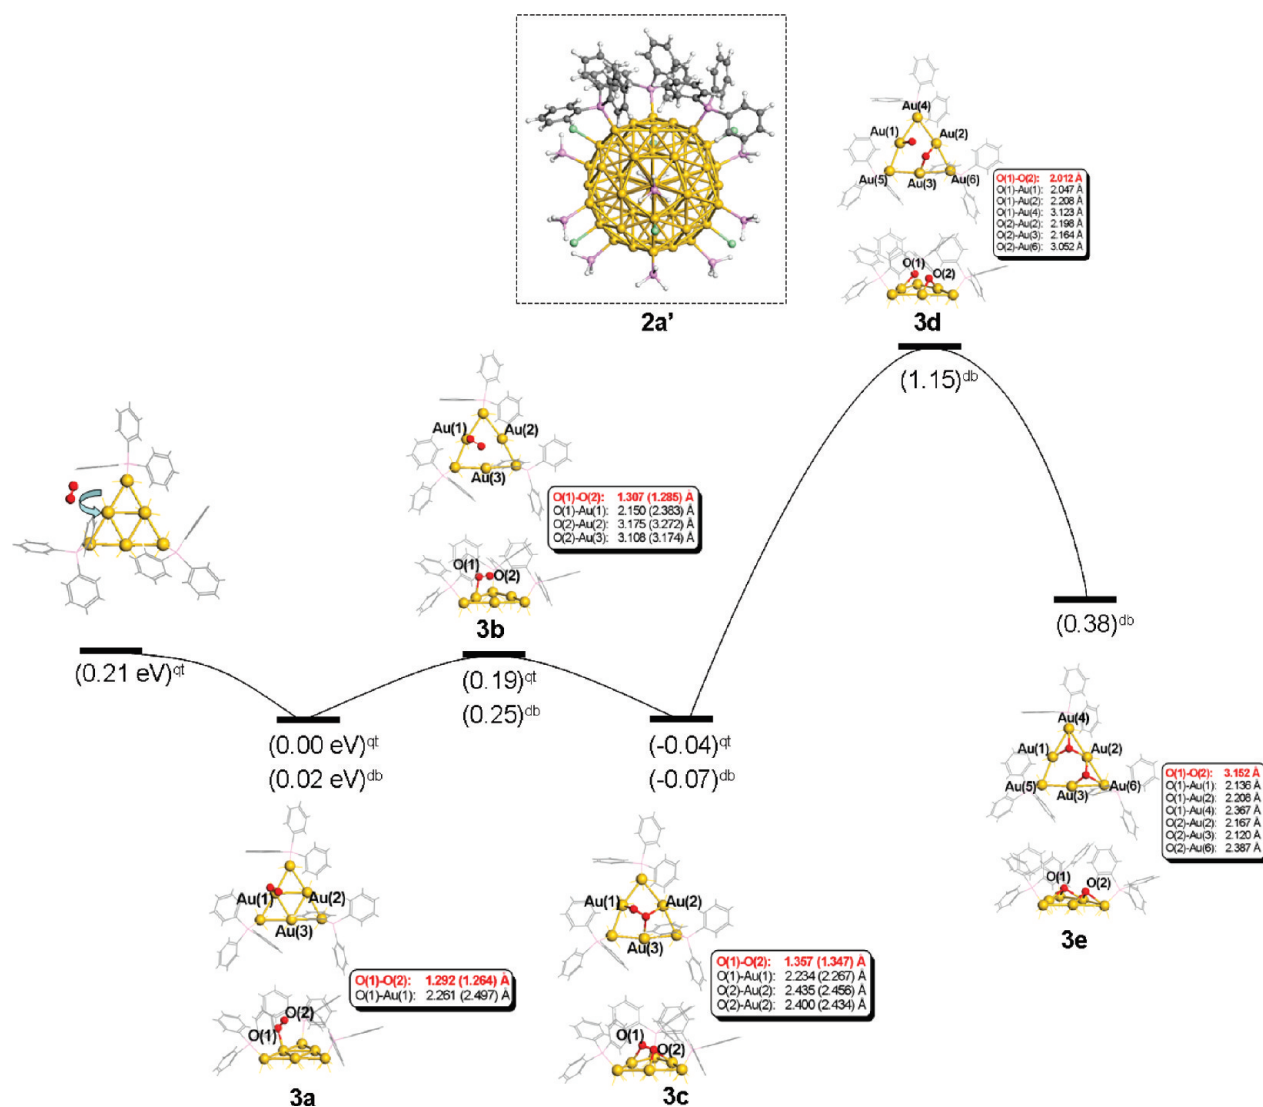 2a'
Au(4)
Au(1)
Au(2)
Au(5)
Au(3)
Au(6)
O(1)-O(2): 2.012 Å
O(1)-Au(1): 2.047 Å
O(1)-Au(2): 2.208 Å
O(1)-Au(4): 3.123 Å
O(2)-Au(2): 2.198 Å
O(2)-Au(3): 2.164 Å
O(2)-Au(6): 3.052 Å
O(1)
O(2)
3d
(1.15)db
Au(1)
Au(2)
Au(3)
O(1)-O(2): 1.307 (1.285) Å
O(1)-Au(1): 2.150 (2.383) Å
O(2)-Au(2): 3.175 (3.272) Å
O(2)-Au(3): 3.108 (3.174) Å
O(1)
O(2)
3b
(0.21 eV)qt
(0.19)qt
(0.25)db
(0.00 eV)qt
(0.02 eV)db
(-0.04)qt
(-0.07)db
(0.38)db
Au(1)
Au(2)
Au(3)
O(1)-O(2): 1.292 (1.264) Å
O(1)-Au(1): 2.261 (2.497) Å
O(2)
O(1)
3a
Au(1)
Au(2)
Au(3)
O(1)-O(2): 1.357 (1.347) Å
O(1)-Au(1): 2.234 (2.267) Å
O(2)-Au(2): 2.435 (2.456) Å
O(2)-Au(2): 2.400 (2.434) Å
O(1)
O(2)
3c
Au(4)
Au(1)
Au(2)
Au(5)
Au(3)
Au(6)
O(1)-O(2): 3.152 Å
O(1)-Au(1): 2.136 Å
O(1)-Au(2): 2.208 Å
O(1)-Au(4): 2.367 Å
O(2)-Au(2): 2.167 Å
O(2)-Au(3): 2.120 Å
O(2)-Au(6): 2.387 Å
O(1)
O(2)
3e